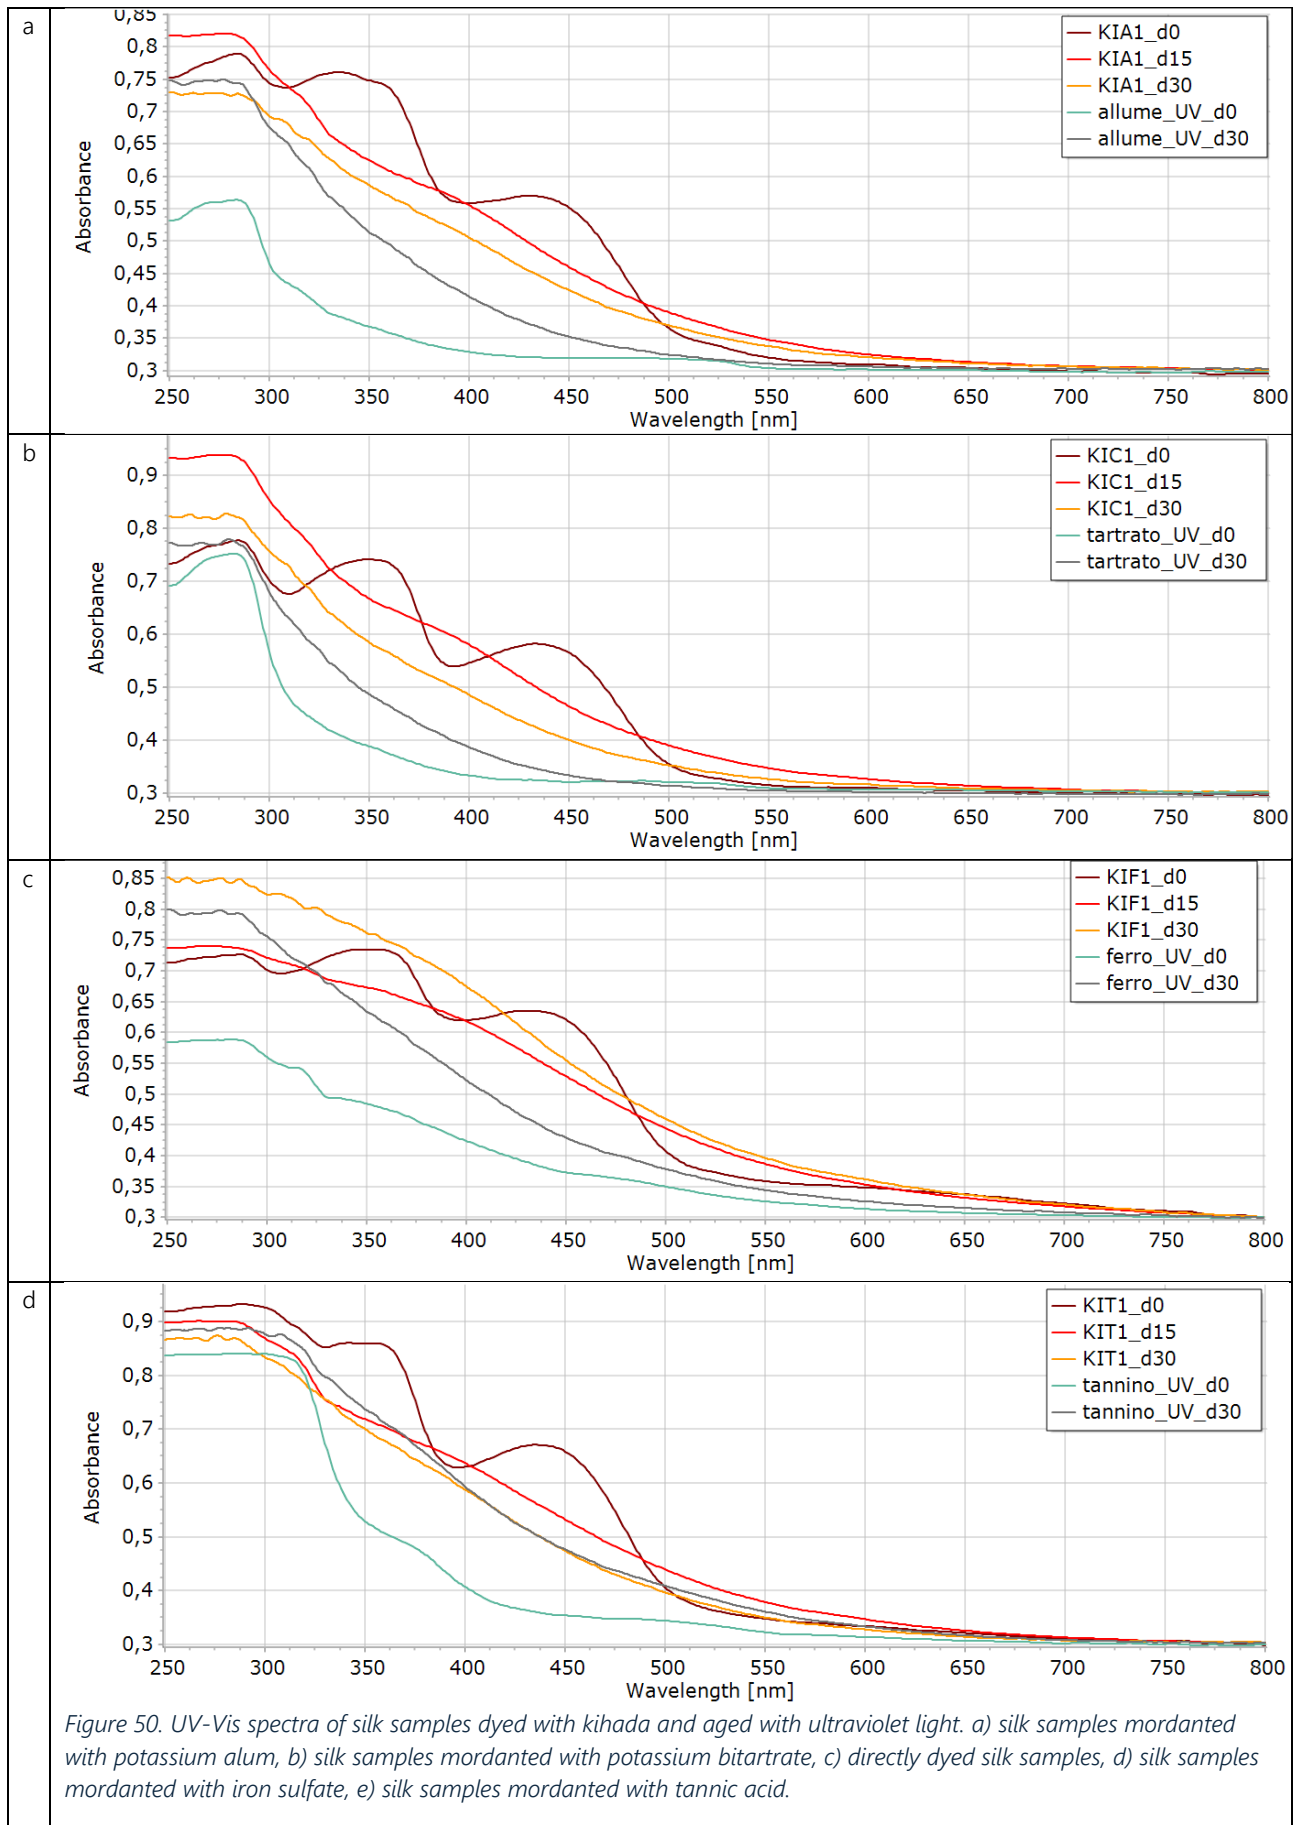 a
0,85
0,8
0,75
0,7
0,65
0,6
0,55
0,5
0,45
0,4
0,35
0,3
Absorbance
250 300 350 400 450 500 550 600 650 700 750 800
Wavelength [nm]
KIA1_d0
KIA1_d15
KIA1_d30
allume_UV_d0
allume_UV_d30
b
0,9
0,8
0,7
0,6
0,5
0,4
0,3
Absorbance
250 300 350 400 450 500 550 600 650 700 750 800
Wavelength [nm]
KIC1_d0
KIC1_d15
KIC1_d30
tartrato_UV_d0
tartrato_UV_d30
c
0,85
0,8
0,75
0,7
0,65
0,6
0,55
0,5
0,45
0,4
0,35
0,3
Absorbance
250 300 350 400 450 500 550 600 650 700 750 800
Wavelength [nm]
KIF1_d0
KIF1_d15
KIF1_d30
ferro_UV_d0
ferro_UV_d30
d
0,9
0,8
0,7
0,6
0,5
0,4
0,3
Absorbance
250 300 350 400 450 500 550 600 650 700 750 800
Wavelength [nm]
KIT1_d0
KIT1_d15
KIT1_d30
tannino_UV_d0
tannino_UV_d30
Figure 50. UV-Vis spectra of silk samples dyed with kihada and aged with ultraviolet light. a) silk samples mordanted
with potassium alum, b) silk samples mordanted with potassium bitartrate, c) directly dyed silk samples, d) silk samples
mordanted with iron sulfate, e) silk samples mordanted with tannic acid.